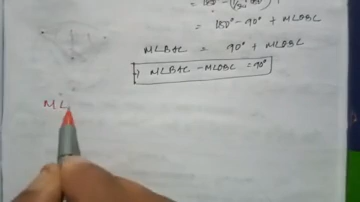 = 180° - 90° + M∠OBC
M∠BAC = 90° + M∠OBC
M∠BAC - M∠OBC = 90°
M∠